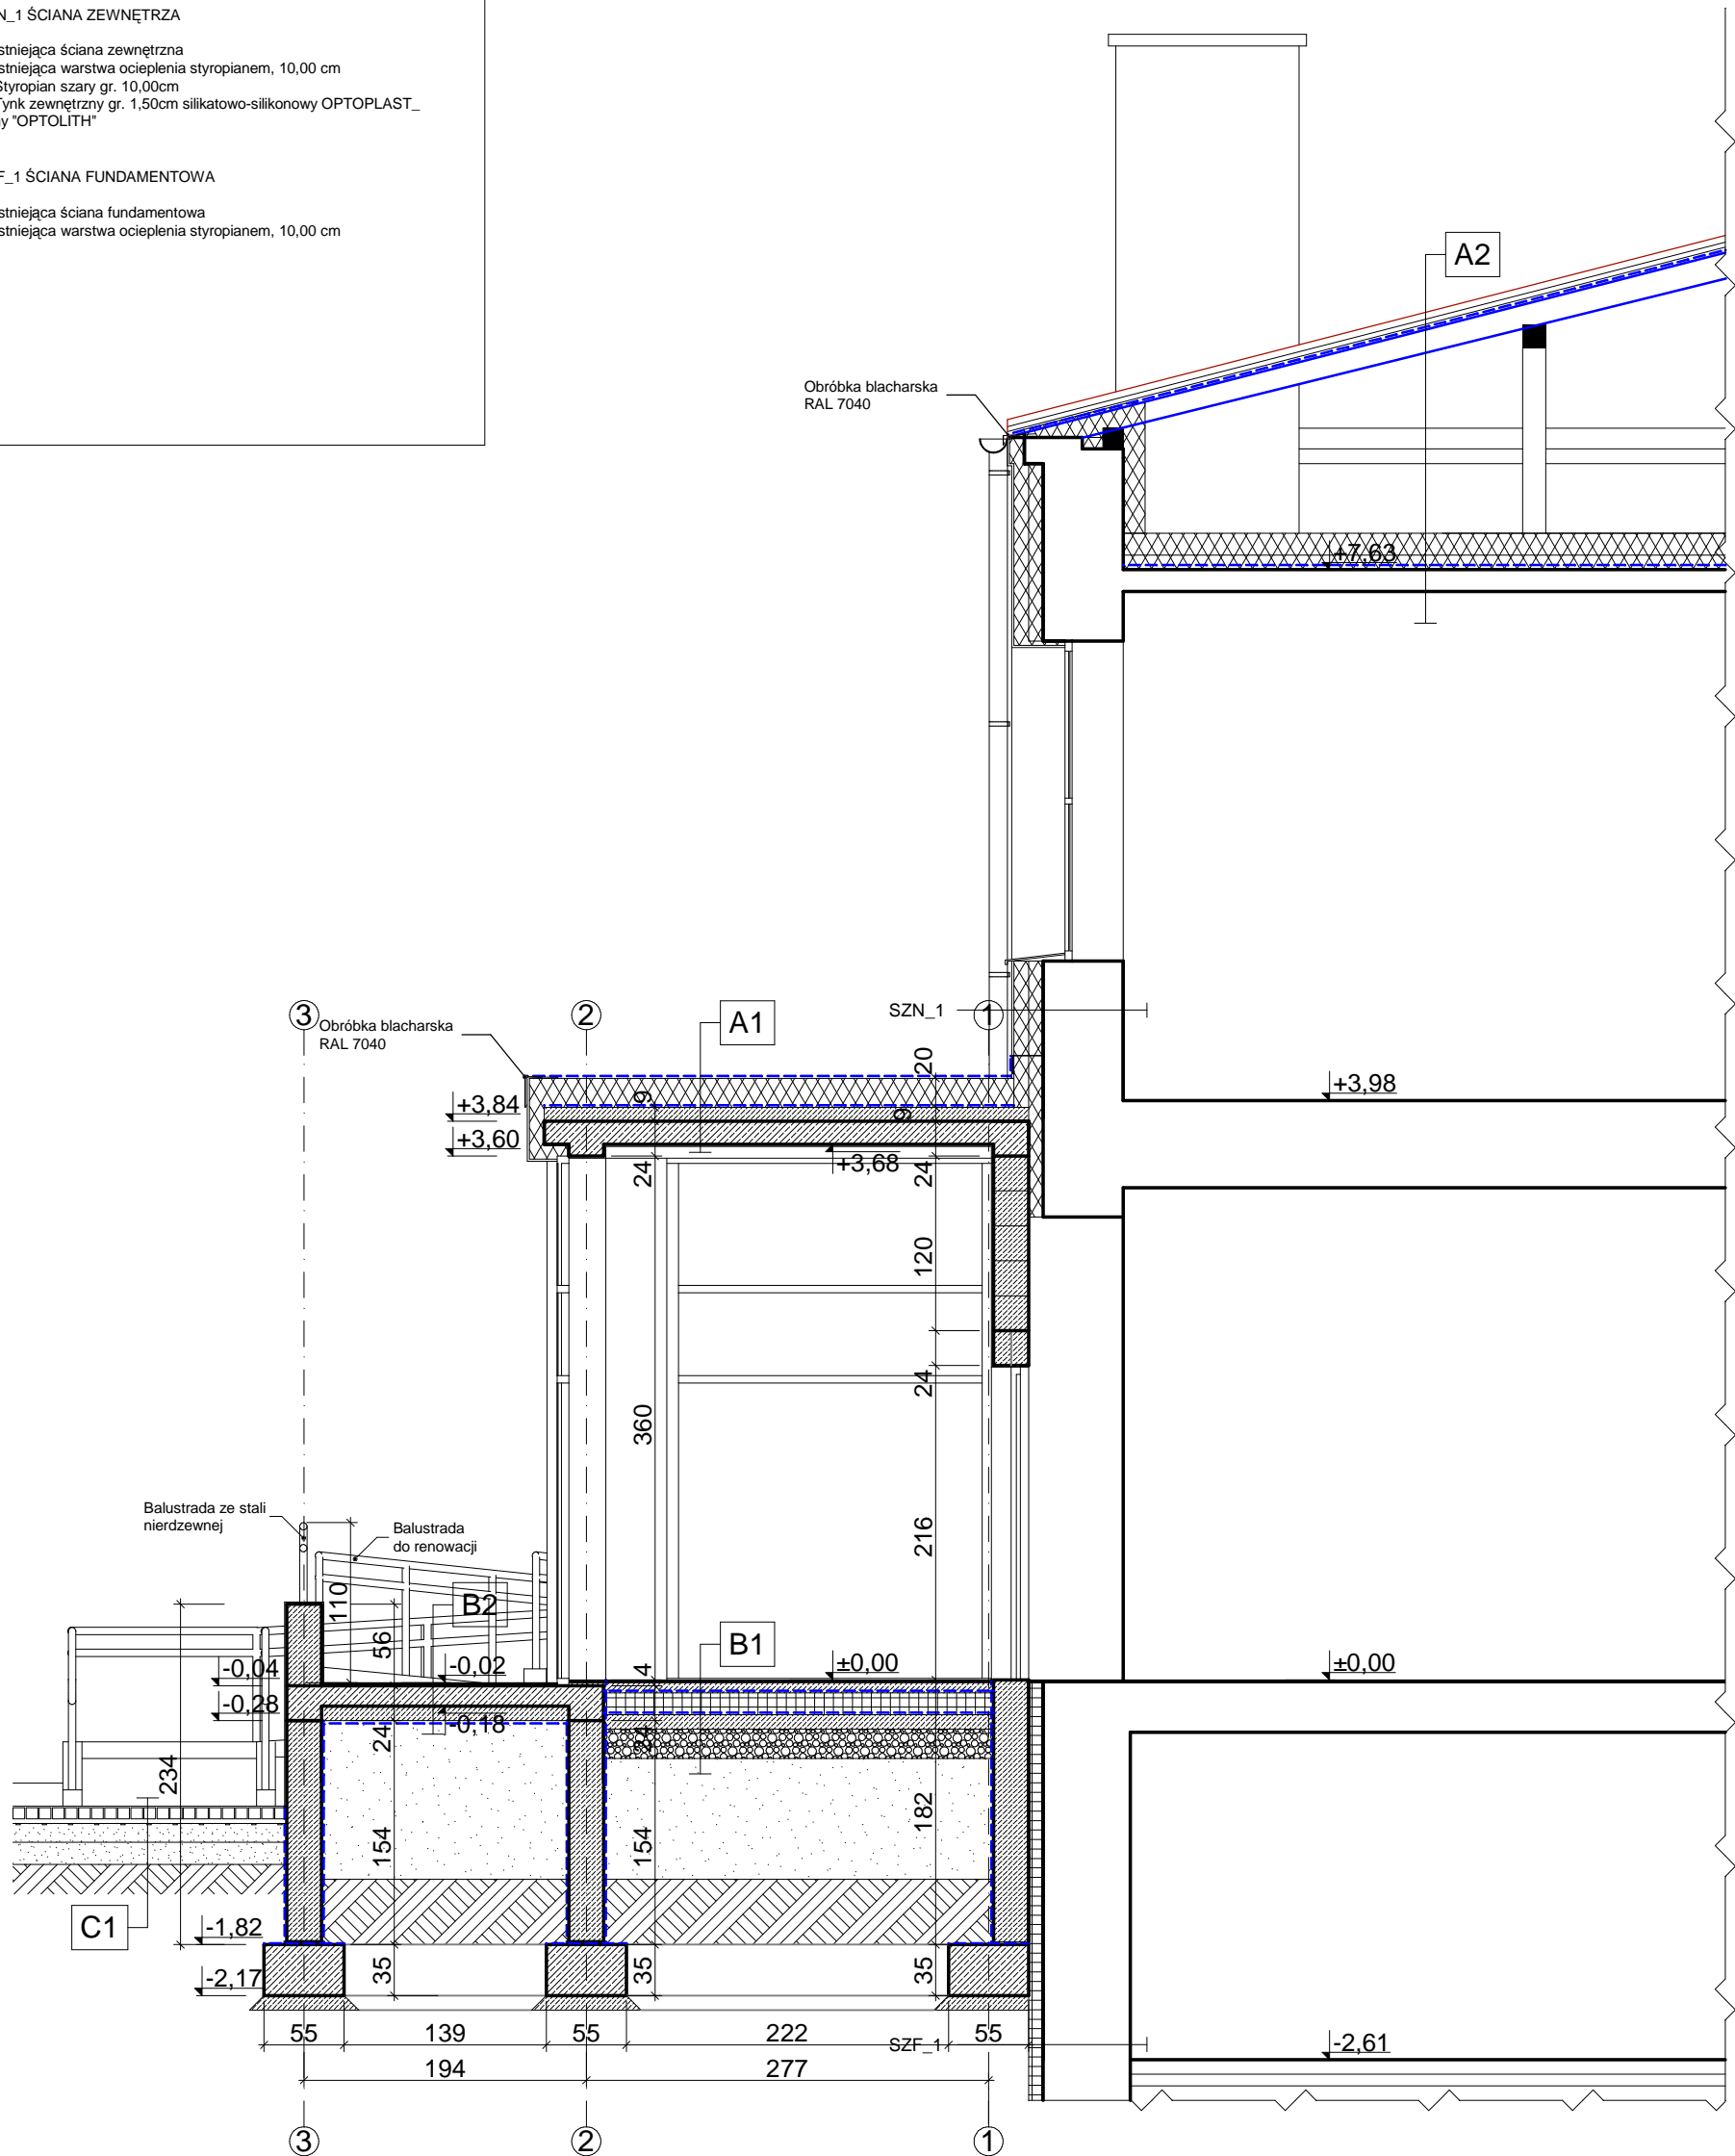 N_1 ŚCIANA ZEWNĘTRZA
stniejąca ściana zewnętrzna
stniejąca warstwa ocieplenia styropianem, 10,00 cm
Styropian szary gr. 10,00cm
Tynk zewnętrzny gr. 1,50cm silikatowo-silikonowy OPTOPLAST_
y "OPTOLITH"
F_1 ŚCIANA FUNDAMENTOWA
stniejąca ściana fundamentowa
stniejąca warstwa ocieplenia styropianem, 10,00 cm
A2
Obróbka blacharska
RAL 7040
+7,63
3
2
1
SZN_1
A1
Obróbka blacharska
RAL 7040
20
+3,98
9
9
+3,84
+3,60
+3,68
24
24
120
24
360
216
Balustrada ze stali
nierdzewnej
Balustrada
do renowacji
110
B2
56
B1
-0,04
-0,02
4
±0,00
±0,00
-0,28
-0,18
24
24
234
154
154
182
C1
-1,82
-2,17
35
35
35
55
139
55
222
55
SZF_1
-2,61
194
277
3
2
1